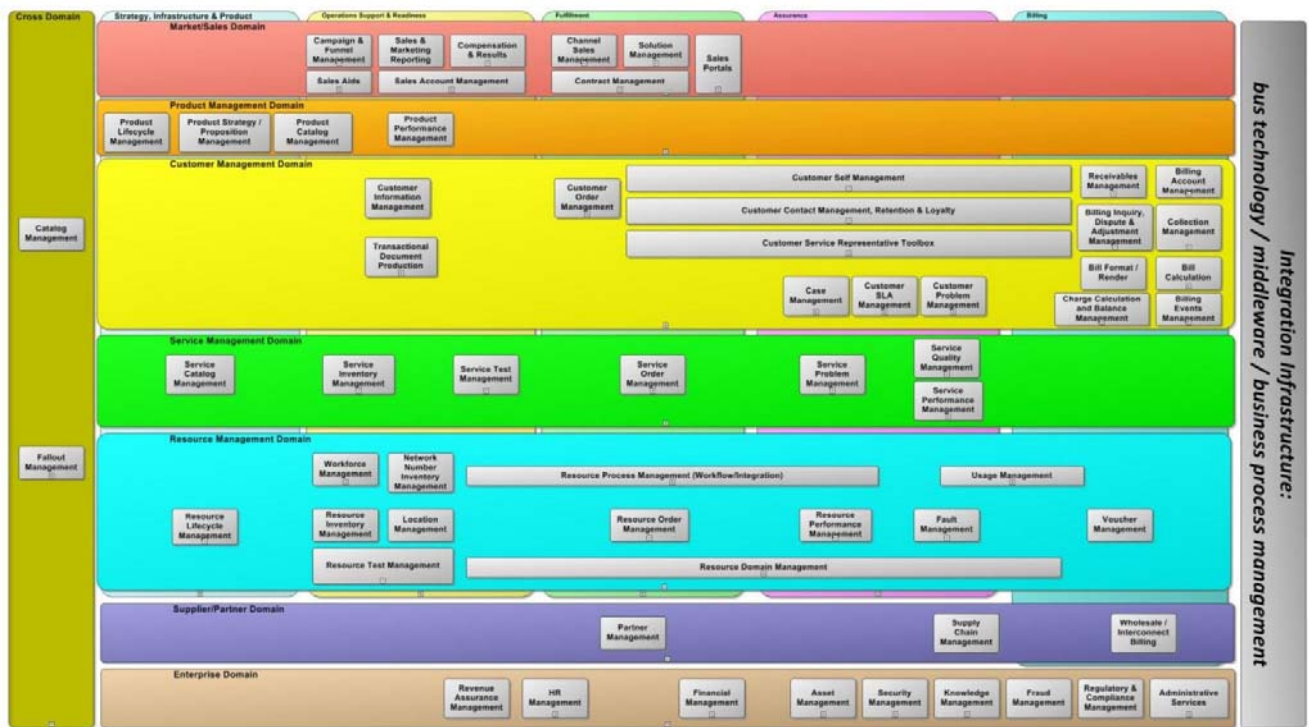 Cross Domain
Strategy, Infrastructure & Product
Operations Support & Readiness
Fulfillment
Assurance
Billing
Market/Sales Domain
Campaign &
Funnel
Management
Sales &
Marketing
Reporting
Compensation
& Results
Channel
Sales
Management
Solution
Management
Sales
Portals
Sales Aids
Sales Account Management
Contract Management
Product Management Domain
Product
Lifecycle
Management
Product Strategy /
Proposition
Management
Product
Catalog
Management
Product
Performance
Management
Customer Management Domain
Customer
Information
Management
Customer
Order
Management
Customer Self Management
Receivables
Management
Billing
Account
Management
Catalog
Management
Customer Contact Management, Retention & Loyalty
Billing Inquiry,
Dispute &
Adjustment
Management
Collection
Management
Transactional
Document
Production
Customer Service Representative Toolbox
Bill Format /
Render
Bill
Calculation
Case
Management
Customer
SLA
Management
Customer
Problem
Management
Charge Calculation
and Balance
Management
Billing
Events
Management
Service Management Domain
Service
Catalog
Management
Service
Inventory
Management
Service Test
Management
Service
Order
Management
Service
Problem
Management
Service
Quality
Management
Service
Performance
Management
Resource Management Domain
Fallout
Management
Workforce
Management
Network
Number
Inventory
Management
Resource Process Management (Workflow/Integration)
Usage Management
Resource
Lifecycle
Management
Resource
Inventory
Management
Location
Management
Resource Order
Management
Resource
Performance
Management
Fault
Management
Voucher
Management
Resource Test Management
Resource Domain Management
Supplier/Partner Domain
Partner
Management
Supply
Chain
Management
Wholesale /
Interconnect
Billing
Enterprise Domain
Revenue
Assurance
Management
HR
Management
Financial
Management
Asset
Management
Security
Management
Knowledge
Management
Fraud
Management
Regulatory &
Compliance
Management
Administrative
Services
Integration Infrastructure:
bus technology / middleware / business process management